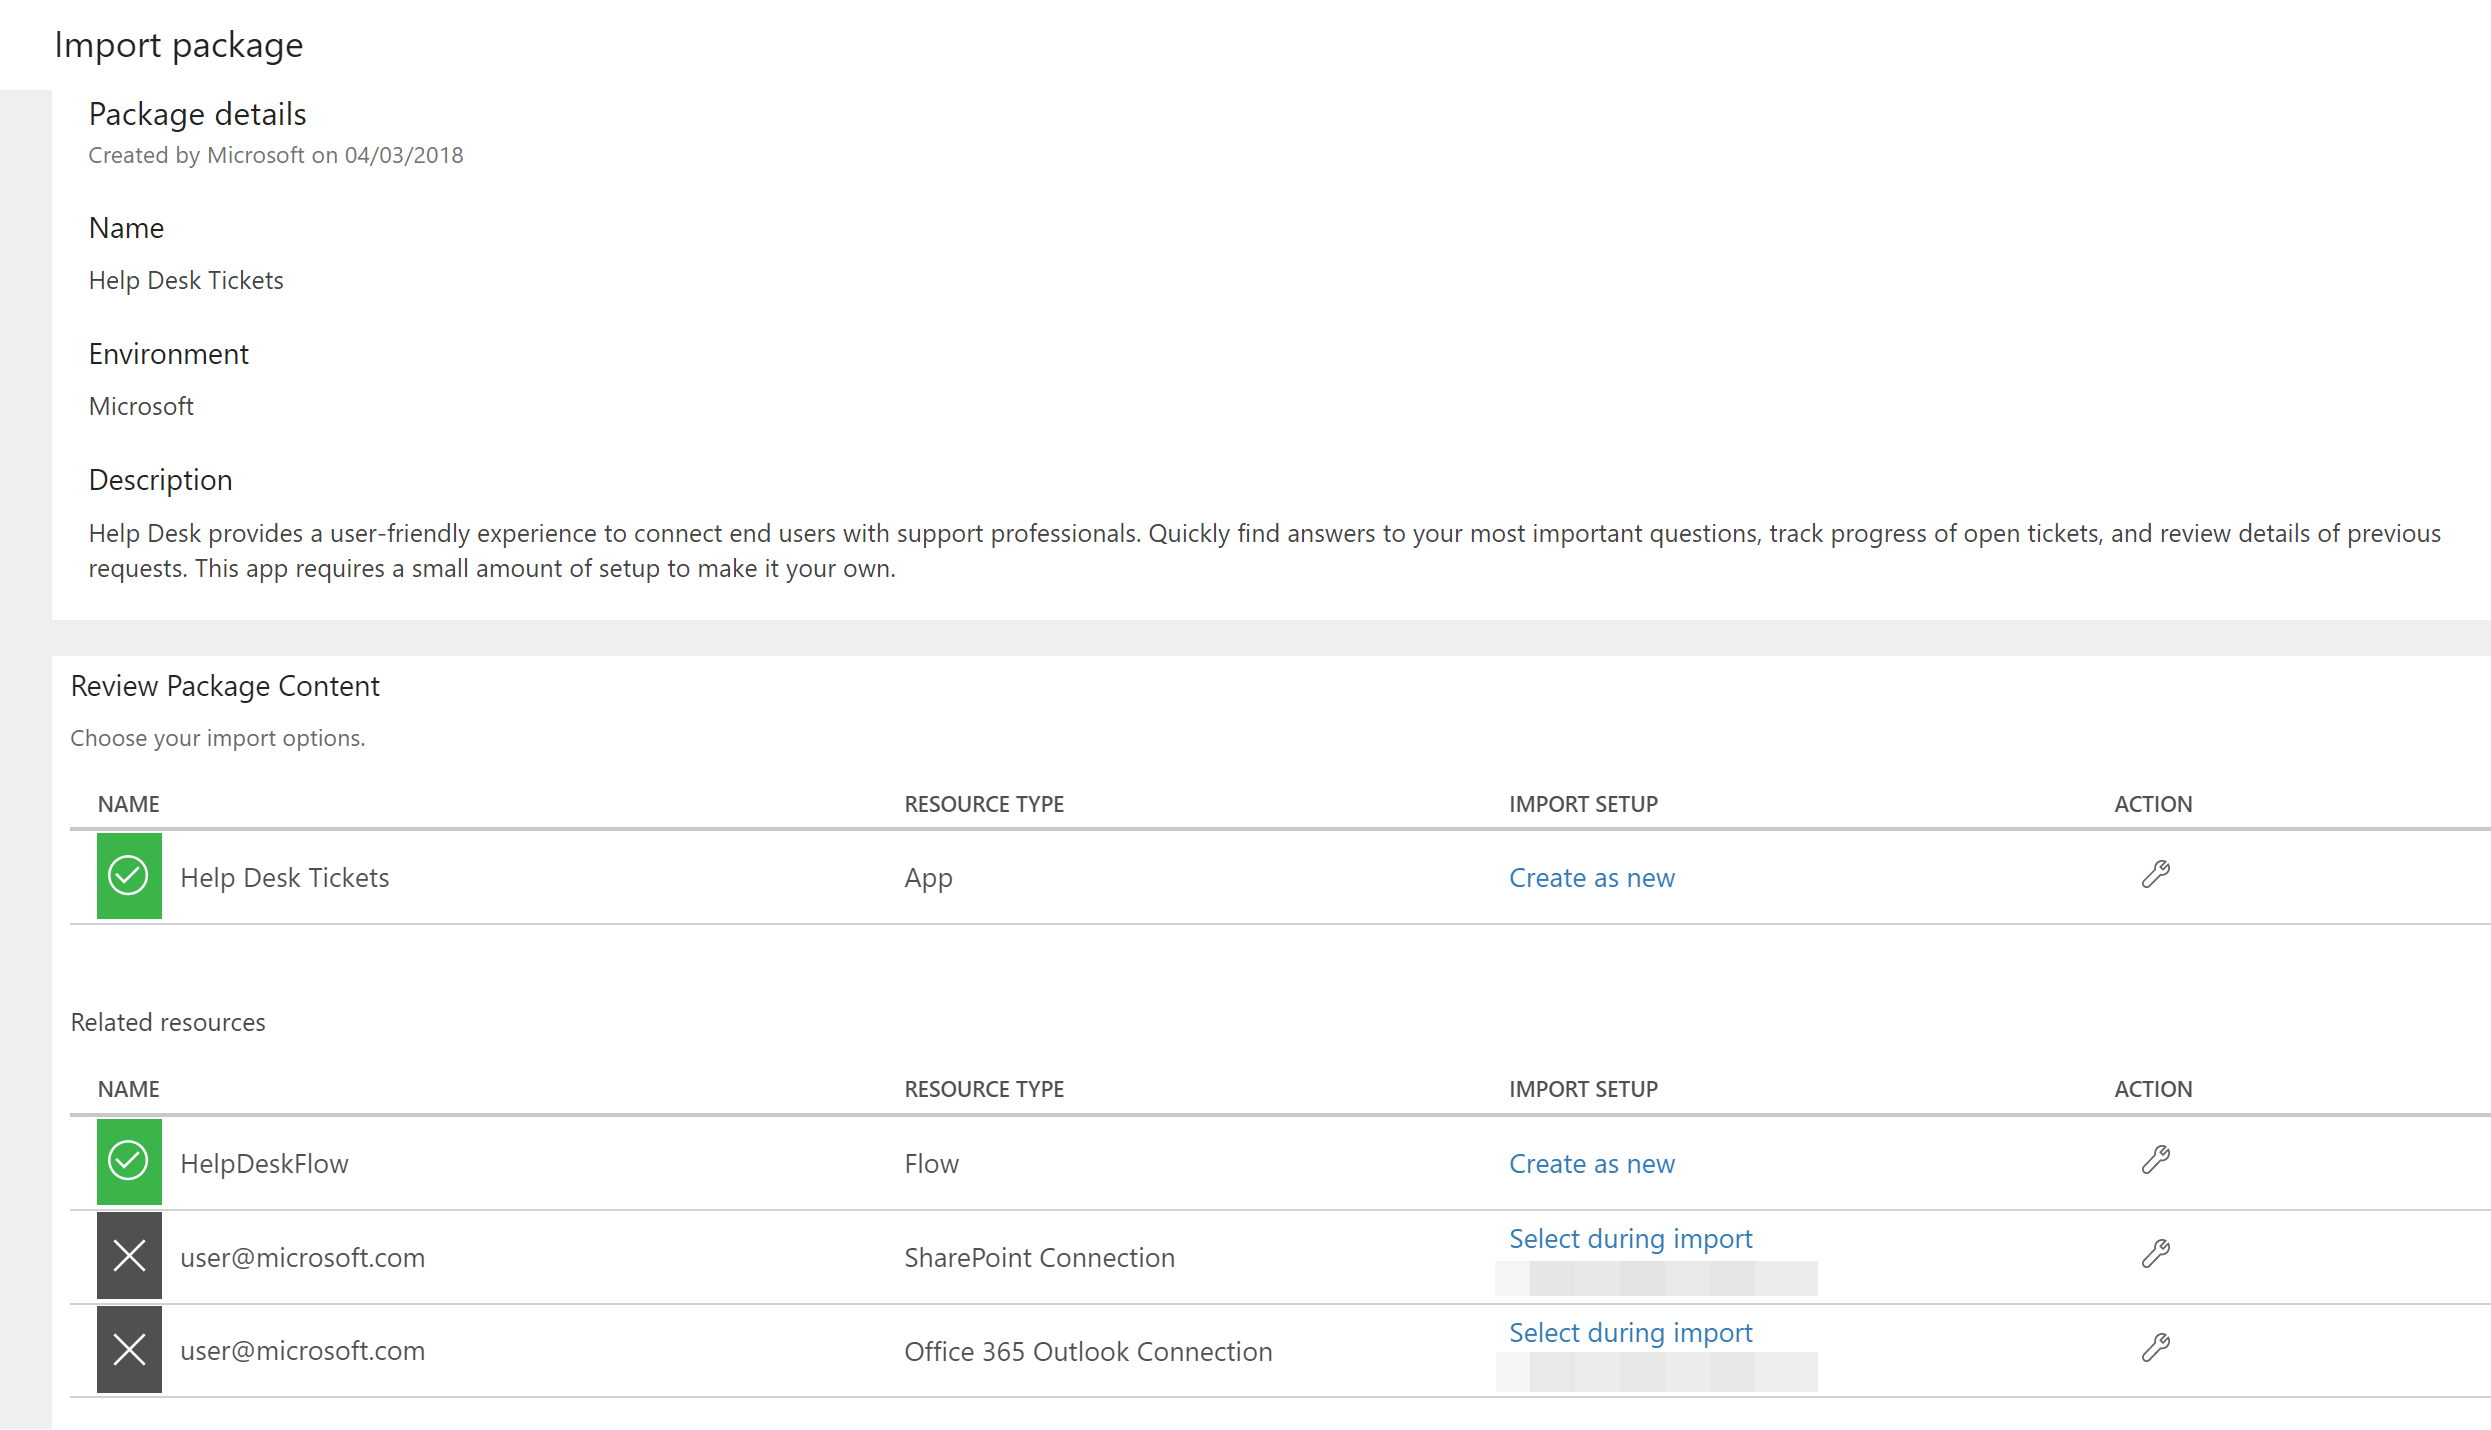 Import package
Package details
Created by Microsoft on 04/03/2018
Name
Help Desk Tickets
Environment
Microsoft
Description
Help Desk provides a user-friendly experience to connect end users with support professionals. Quickly find answers to your most important questions, track progress of open tickets, and review details of previous
requests. This app requires a small amount of setup to make it your own.
Review Package Content
Choose your import options.
NAME RESOURCE TYPE IMPORT SETUP ACTION
Help Desk Tickets App Create as new
Related resources
NAME RESOURCE TYPE IMPORT SETUP ACTION
HelpDeskFlow Flow Create as new
user@microsoft.com SharePoint Connection Select during import
user@microsoft.com Office 365 Outlook Connection Select during import